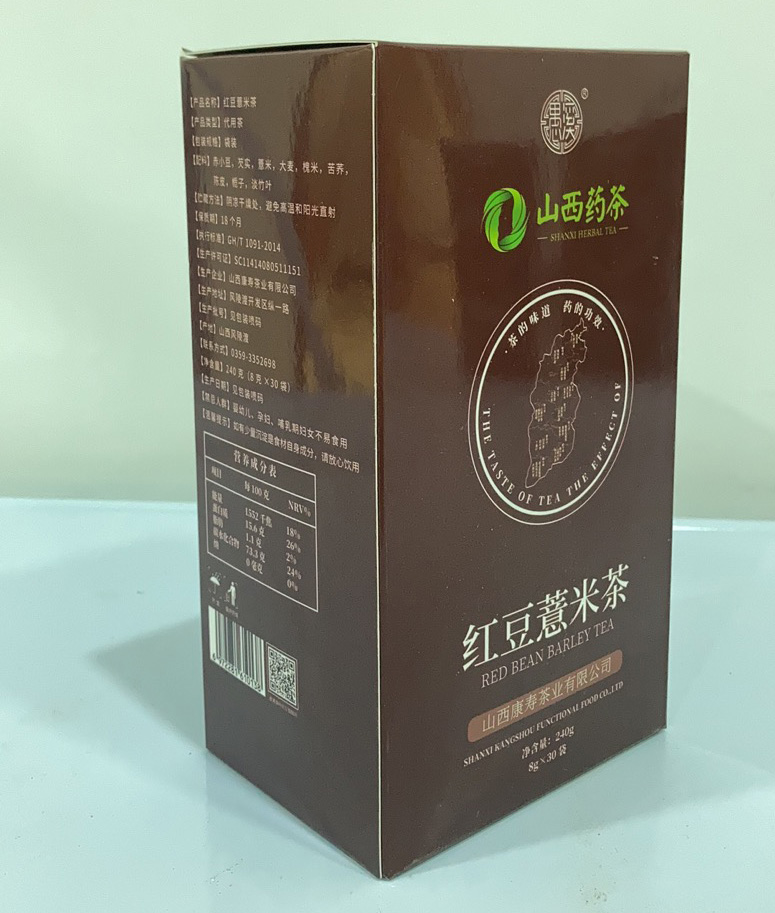 【产品名称】红豆薏米茶
【产品类型】代用茶
【包装规格】袋装
【配料】赤小豆、芡实，薏米，大麦，槐米，苦荞，
陈皮，栀子，淡竹叶
【贮藏方法】阴凉干燥处，避免高温和阳光直射
【保质期】18个月
【执行标准】GH/T 1091-2014
【生产许可证】SC11414080511151
【生产企业】山西康寿茶业有限公司
【生产地址】风陵渡开发区纵一路
【生产批号】见包装喷码
【产地】山西风陵渡
【联系方式】0359-3352698
【净含量】240克（8克×30袋）
【生产日期】见包装喷码
【禁忌人群】婴幼儿、孕妇、哺乳期妇女不易食用
【温馨提示】如有少量沉淀是食材自身成分，请放心饮用
营养成分表
项目 每100克 NRV%
能量 1552千焦 18%
蛋白质 15.6克 26%
脂肪 1.1克 2%
碳水化合物 73.3克 24%
钠 0毫克 0%
愚溪®
山西药茶
SHANXI HERBAL TEA
·茶的味道 药的功效·
THE TASTE OF TEA THE EFFECT OF
红豆薏米茶
RED BEAN BARLEY TEA
山西康寿茶业有限公司
SHANXI KANGSHOU FUNCTIONAL FOOD CO.,LTD
净含量：240g
8g×30袋